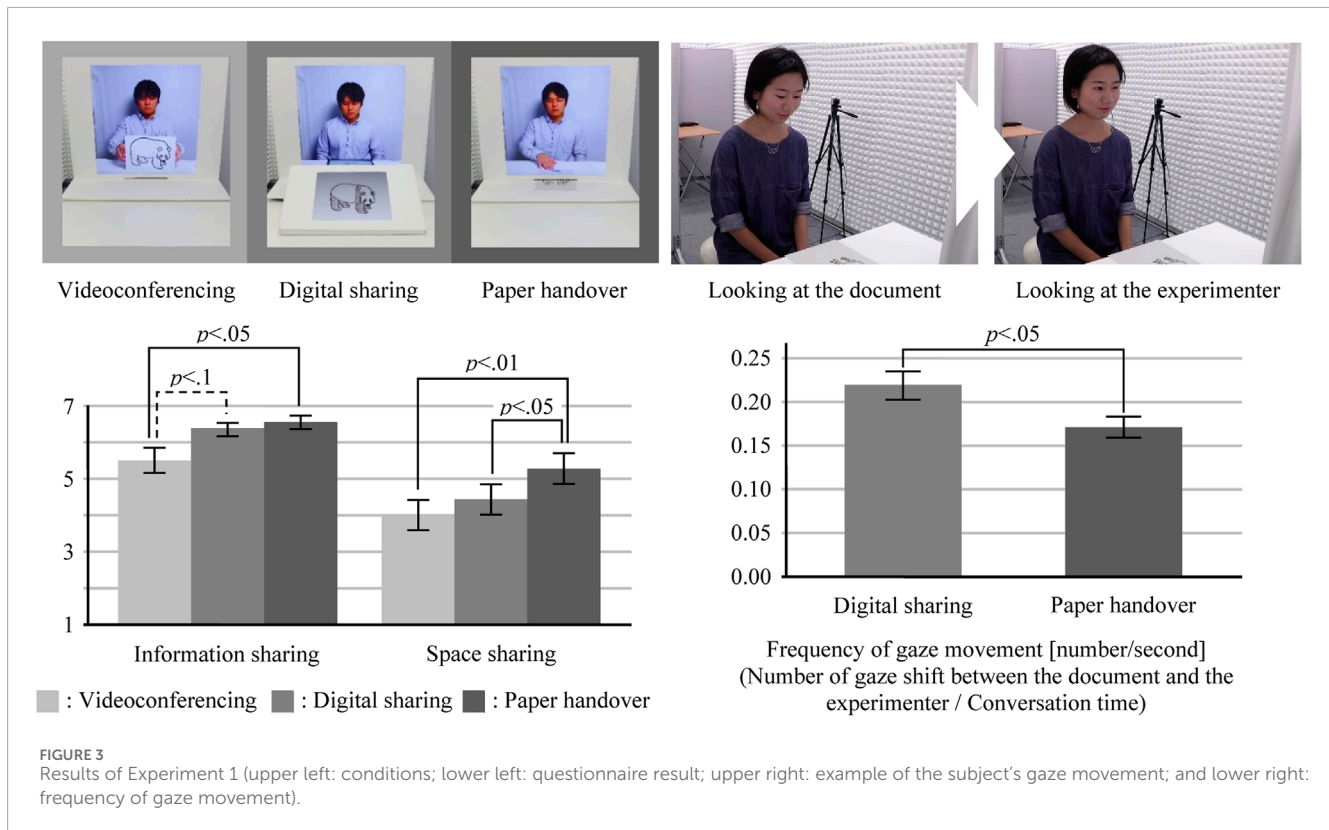 Videoconferencing
Digital sharing
Paper handover
Looking at the document
Looking at the experimenter
p<.05
p<.1
p<.01
p<.05
7
5
3
1
Information sharing
Space sharing
: Videoconferencing : Digital sharing : Paper handover
p<.05
0.25
0.20
0.15
0.10
0.05
0.00
Digital sharing
Paper handover
Frequency of gaze movement [number/second]
(Number of gaze shift between the document and the
experimenter / Conversation time)
FIGURE 3
Results of Experiment 1 (upper left: conditions; lower left: questionnaire result; upper right: example of the subject's gaze movement; and lower right:
frequency of gaze movement).